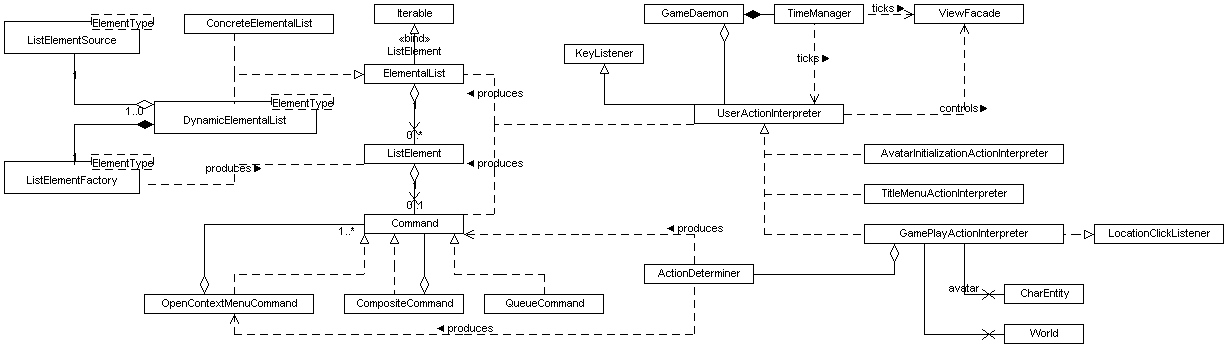 ElementType
ListElementSource
ConcreteElementalList
Iterable
«bind»
ListElement
ElementalList
GameDaemon
TimeManager
ticks ►
ViewFacade
KeyListener
ticks ►
1
1..0
ElementType
DynamicElementalList
◄ produces
0..*
UserActionInterpreter
controls ►
1
ElementType
ListElementFactory
produces ►
ListElement
◄ produces
0..1
AvatarInitializationActionInterpreter
TitleMenuActionInterpreter
1..*
Command
◄ produces
GamePlayActionInterpreter
LocationClickListener
ActionDeterminer
OpenContextMenuCommand
CompositeCommand
QueueCommand
avatar
CharEntity
◄ produces
World